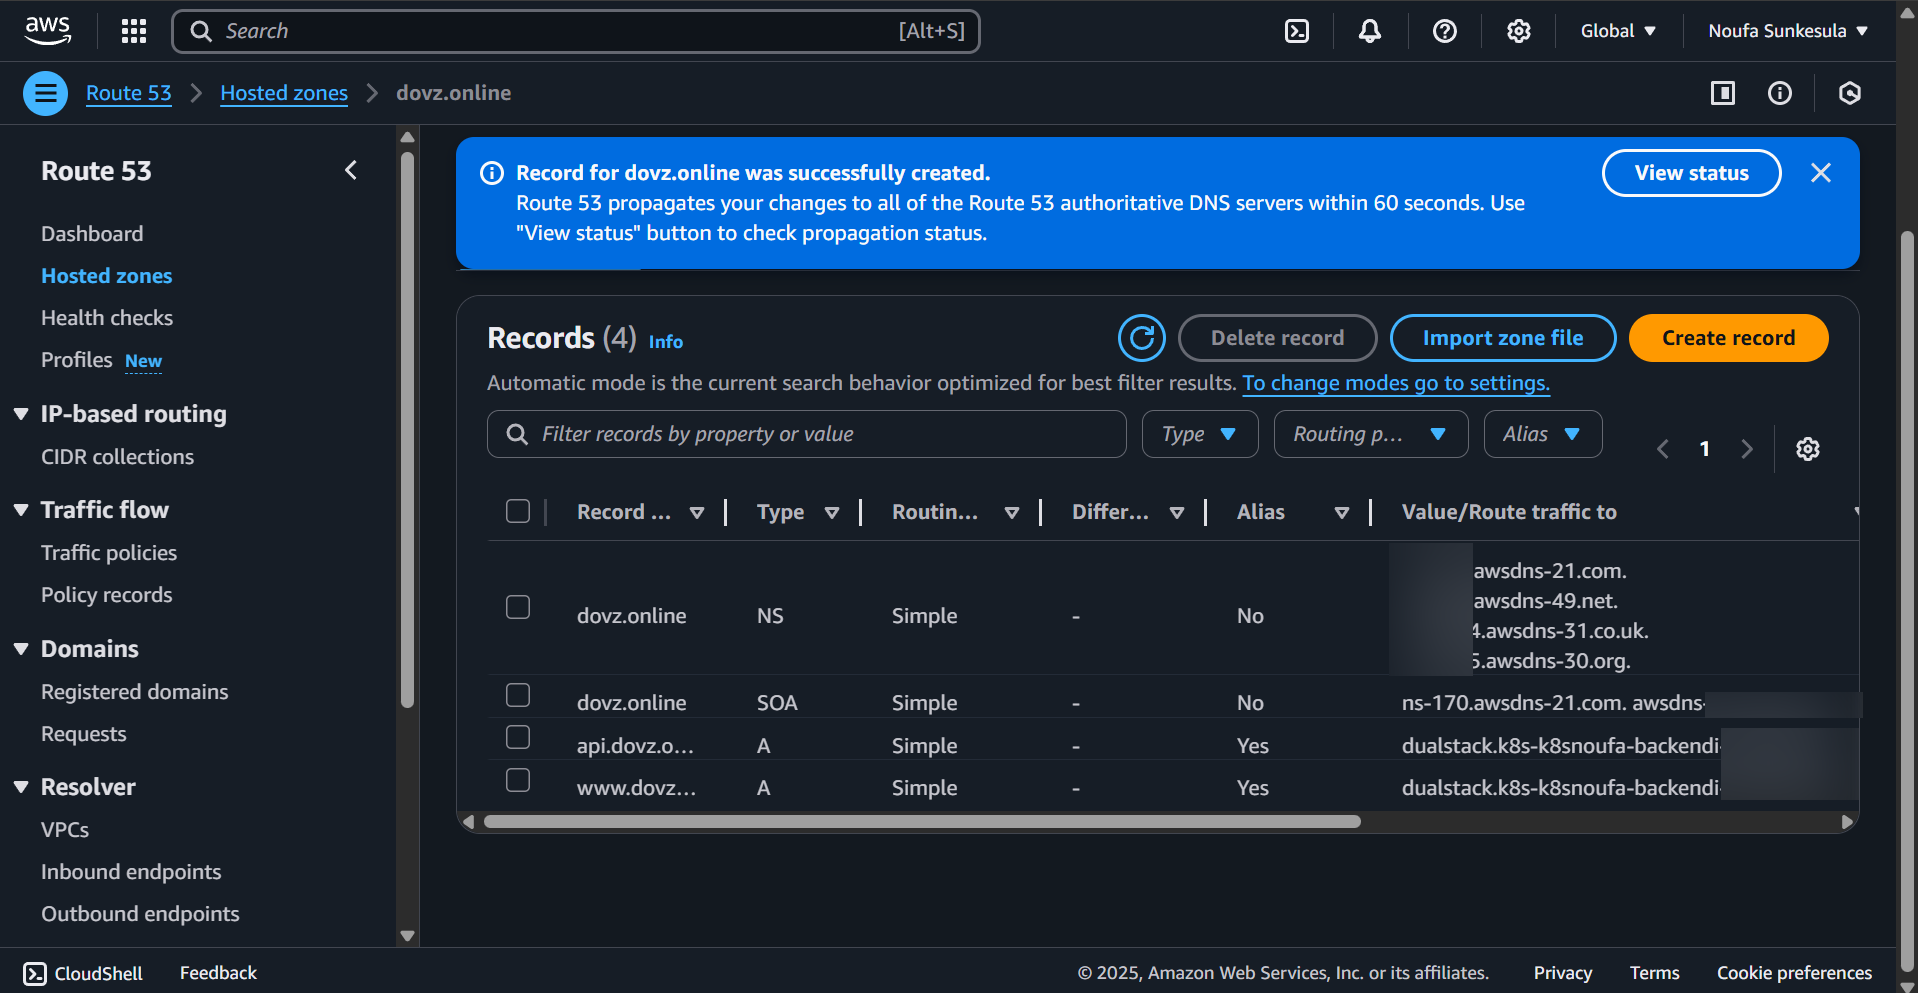 aws
Search [Alt+S]
Global
Noufa Sunkesula
Route 53
Hosted zones
dovz.online
Route 53
Dashboard
Hosted zones
Health checks
Profiles New
IP-based routing
CIDR collections
Traffic flow
Traffic policies
Policy records
Domains
Registered domains
Requests
Resolver
VPCs
Inbound endpoints
Outbound endpoints
Record for dovz.online was successfully created.
Route 53 propagates your changes to all of the Route 53 authoritative DNS servers within 60 seconds. Use
"View status" button to check propagation status.
View status
Records (4) Info
Delete record
Import zone file
Create record
Automatic mode is the current search behavior optimized for best filter results. To change modes go to settings.
Filter records by property or value
Type
Routing p...
Alias
1
Record ... Type Routin... Differ... Alias Value/Route traffic to
dovz.online NS Simple - No
awsdns-21.com.
awsdns-49.net.
4.awsdns-31.co.uk.
5.awsdns-30.org.
dovz.online SOA Simple - No ns-170.awsdns-21.com. awsdns-
api.dovz.o... A Simple - Yes dualstack.k8s-k8snoufa-backendi-
www.dovz... A Simple - Yes dualstack.k8s-k8snoufa-backendi-
CloudShell
Feedback
© 2025, Amazon Web Services, Inc. or its affiliates.
Privacy
Terms
Cookie preferences